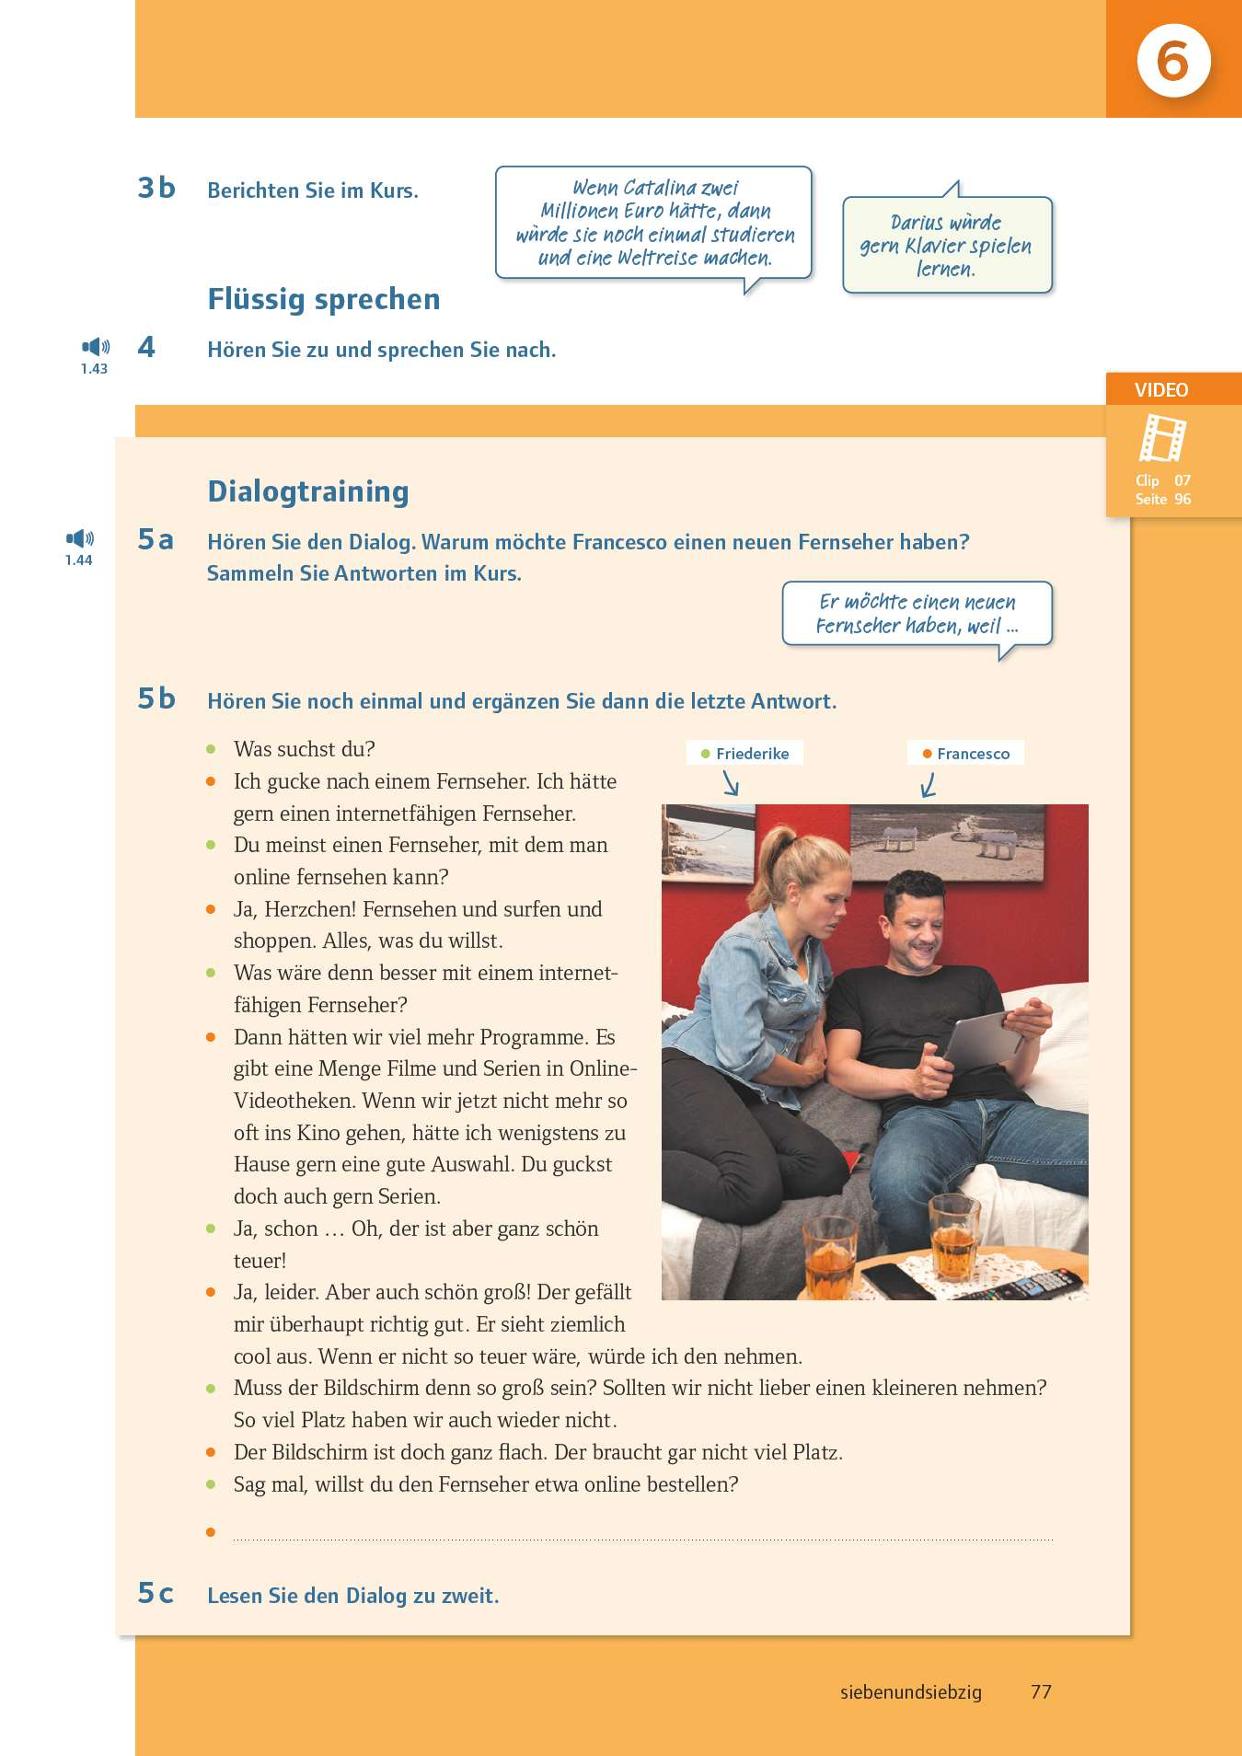 6
3b Berichten Sie im Kurs.
Wenn Catalina zwei
Millionen Euro hätte, dann
würde sie noch einmal studieren
und eine Weltreise machen.
Darius würde
gern Klavier spielen
lernen.
Flüssig sprechen
1.43
4 Hören Sie zu und sprechen Sie nach.
VIDEO
Clip 07
Seite 96
Dialogtraining
1.44
5a Hören Sie den Dialog. Warum möchte Francesco einen neuen Fernseher haben?
Sammeln Sie Antworten im Kurs.
Er möchte einen neuen
Fernseher haben, weil ...
5b Hören Sie noch einmal und ergänzen Sie dann die letzte Antwort.
Friederike
Francesco
• Was suchst du?
• Ich gucke nach einem Fernseher. Ich hätte
gern einen internetfähigen Fernseher.
• Du meinst einen Fernseher, mit dem man
online fernsehen kann?
• Ja, Herzchen! Fernsehen und surfen und
shoppen. Alles, was du willst.
• Was wäre denn besser mit einem internet-
fähigen Fernseher?
• Dann hätten wir viel mehr Programme. Es
gibt eine Menge Filme und Serien in Online-
Videotheken. Wenn wir jetzt nicht mehr so
oft ins Kino gehen, hätte ich wenigstens zu
Hause gern eine gute Auswahl. Du guckst
doch auch gern Serien.
• Ja, schon … Oh, der ist aber ganz schön
teuer!
• Ja, leider. Aber auch schön groß! Der gefällt
mir überhaupt richtig gut. Er sieht ziemlich
cool aus. Wenn er nicht so teuer wäre, würde ich den nehmen.
• Muss der Bildschirm denn so groß sein? Sollten wir nicht lieber einen kleineren nehmen?
So viel Platz haben wir auch wieder nicht.
• Der Bildschirm ist doch ganz flach. Der braucht gar nicht viel Platz.
• Sag mal, willst du den Fernseher etwa online bestellen?
•
5c Lesen Sie den Dialog zu zweit.
siebenundsiebzig 77